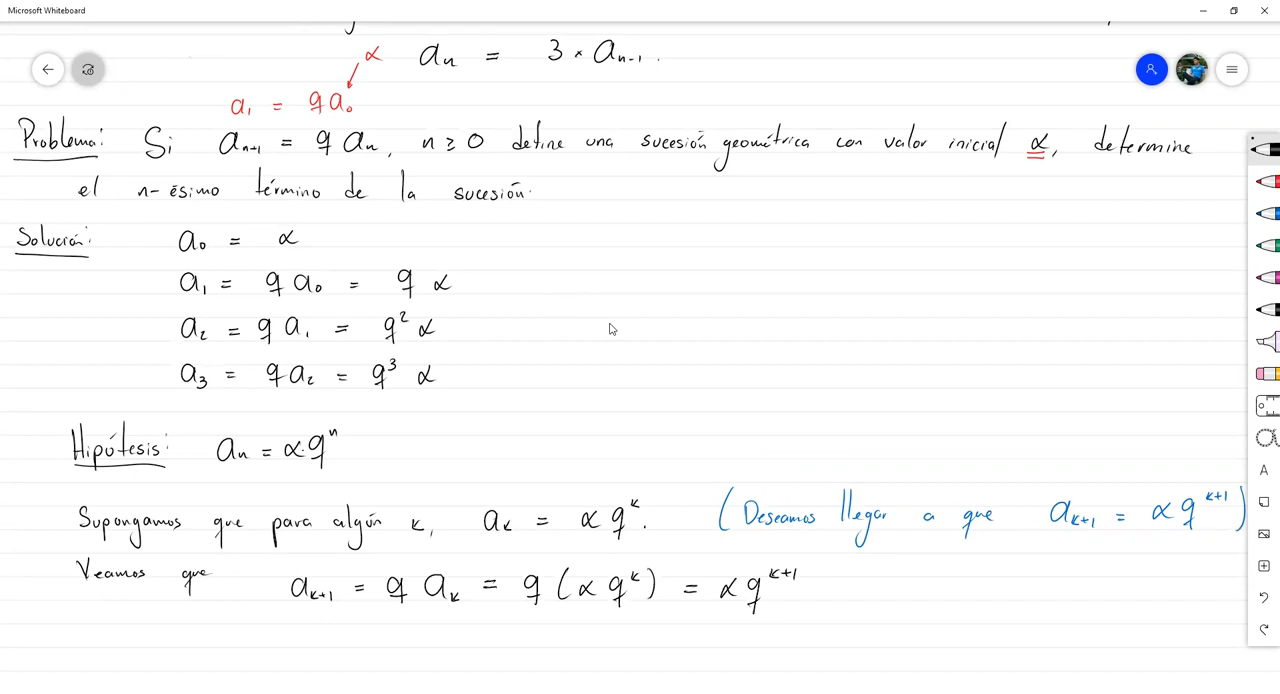 Microsoft Whiteboard
aₙ = 3 × aₙ₋₁.
α
a₁ = q a₀
Problema: Si aₙ₊₁ = q aₙ, n ≥ 0 define una sucesión geométrica con valor inicial α, determine
el n-ésimo término de la sucesión.
Solución: a₀ = α
a₁ = q a₀ = q α
a₂ = q a₁ = q² α
a₃ = q a₂ = q³ α
Hipótesis: aₙ = α·qⁿ
Supongamos que para algún k, aₖ = α qᵏ. (Deseamos llegar a que aₖ₊₁ = α qᵏ⁺¹)
Veamos que aₖ₊₁ = q aₖ = q (α qᵏ) = α qᵏ⁺¹
A